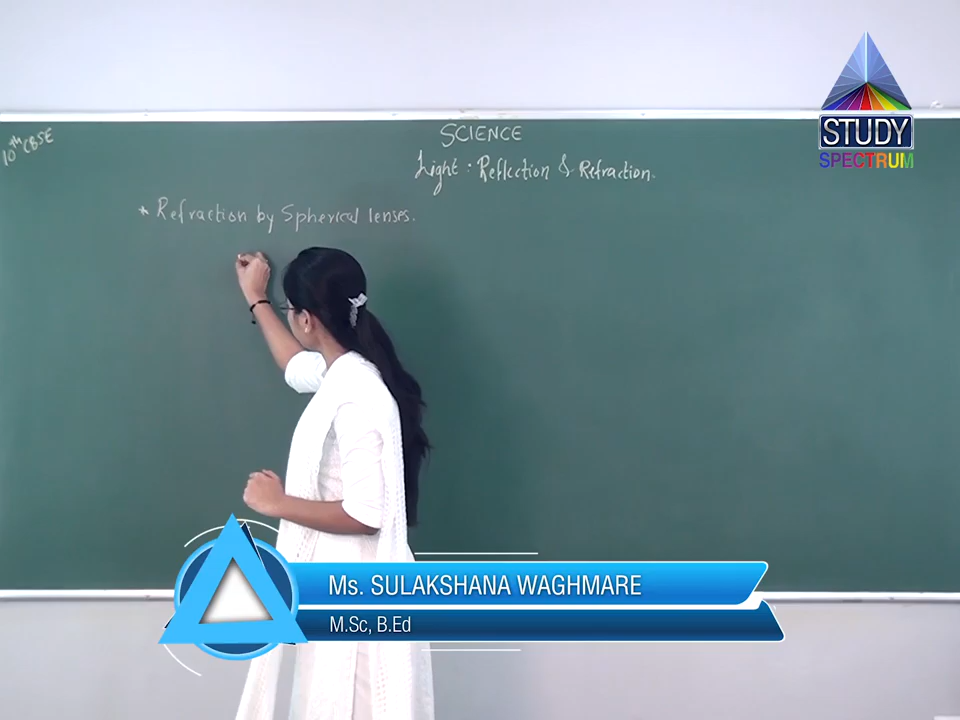 10TH CBSE
SCIENCE
Light : Reflection & Refraction.
* Refraction by Spherical lenses.
STUDY
SPECTRUM
Ms. SULAKSHANA WAGHMARE
M.Sc, B.Ed